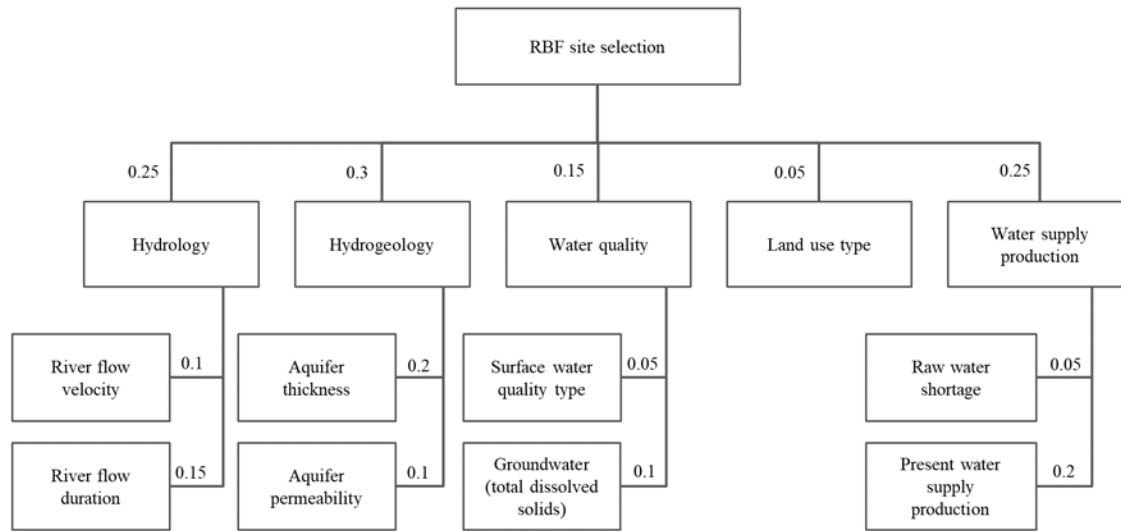 RBF site selection
0.25
0.3
0.15
0.05
0.25
Hydrology
Hydrogeology
Water quality
Land use type
Water supply
production
River flow
velocity
0.1
Aquifer
thickness
0.2
Surface water
quality type
0.05
Raw water
shortage
0.05
River flow
duration
0.15
Aquifer
permeability
0.1
Groundwater
(total dissolved
solids)
0.1
Present water
supply
production
0.2